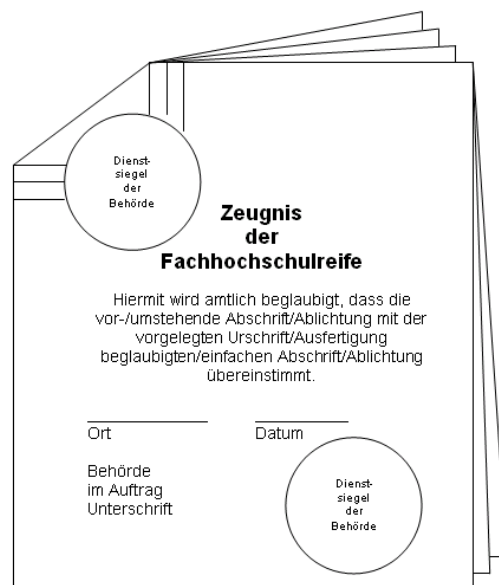 Dienst-
siegel
der
Behörde
Zeugnis
der
Fachhochschulreife
Hiermit wird amtlich beglaubigt, dass die
vor-/umstehende Abschrift/Ablichtung mit der
vorgelegten Urschrift/Ausfertigung
beglaubigten/einfachen Abschrift/Ablichtung
übereinstimmt.
Ort Datum
Behörde
im Auftrag
Unterschrift
Dienst-
siegel
der
Behörde